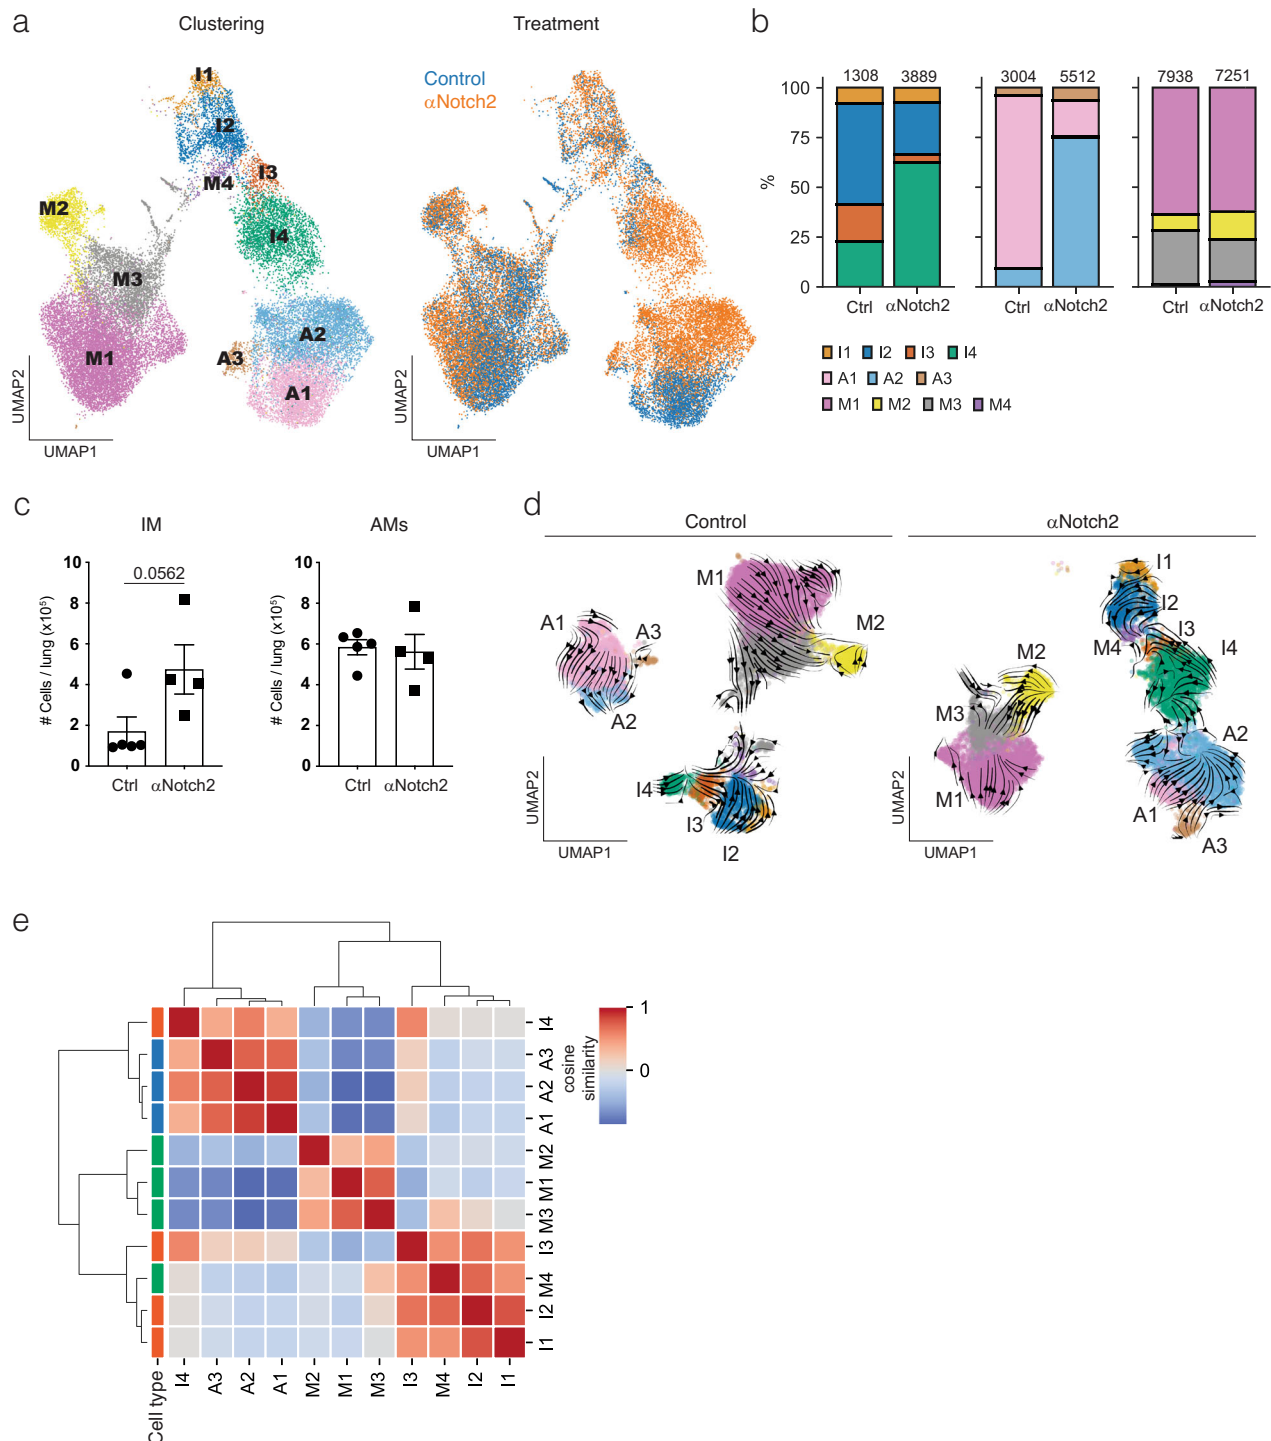 a
Clustering
Treatment
I1
I2
I3
M4
M2
I4
M3
A2
M1
A3
A1
UMAP2
UMAP1
Control
αNotch2
UMAP2
UMAP1
b
1308 3889 3004 5512 7938 7251
100
75
50
25
0
%
Ctrl αNotch2 Ctrl αNotch2 Ctrl αNotch2
I1 I2 I3 I4
A1 A2 A3
M1 M2 M3 M4
c
IM
0.0562
10
8
6
4
2
0
# Cells / lung (x10⁵)
Ctrl αNotch2
AMs
10
8
6
4
2
0
# Cells / lung (x10⁵)
Ctrl αNotch2
d
Control
M1
A1
A3
M2
A2
I4
I3
I2
UMAP2
UMAP1
αNotch2
I1
I2
I3
M4
I4
M2
M3
A2
M1
A1
A3
UMAP2
UMAP1
e
I4
A3
A2
A1
M2
M1
M3
I3
M4
I2
I1
1
0
cosine
similarity
Cell type I4 A3 A2 A1 M2 M1 M3 I3 M4 I2 I1